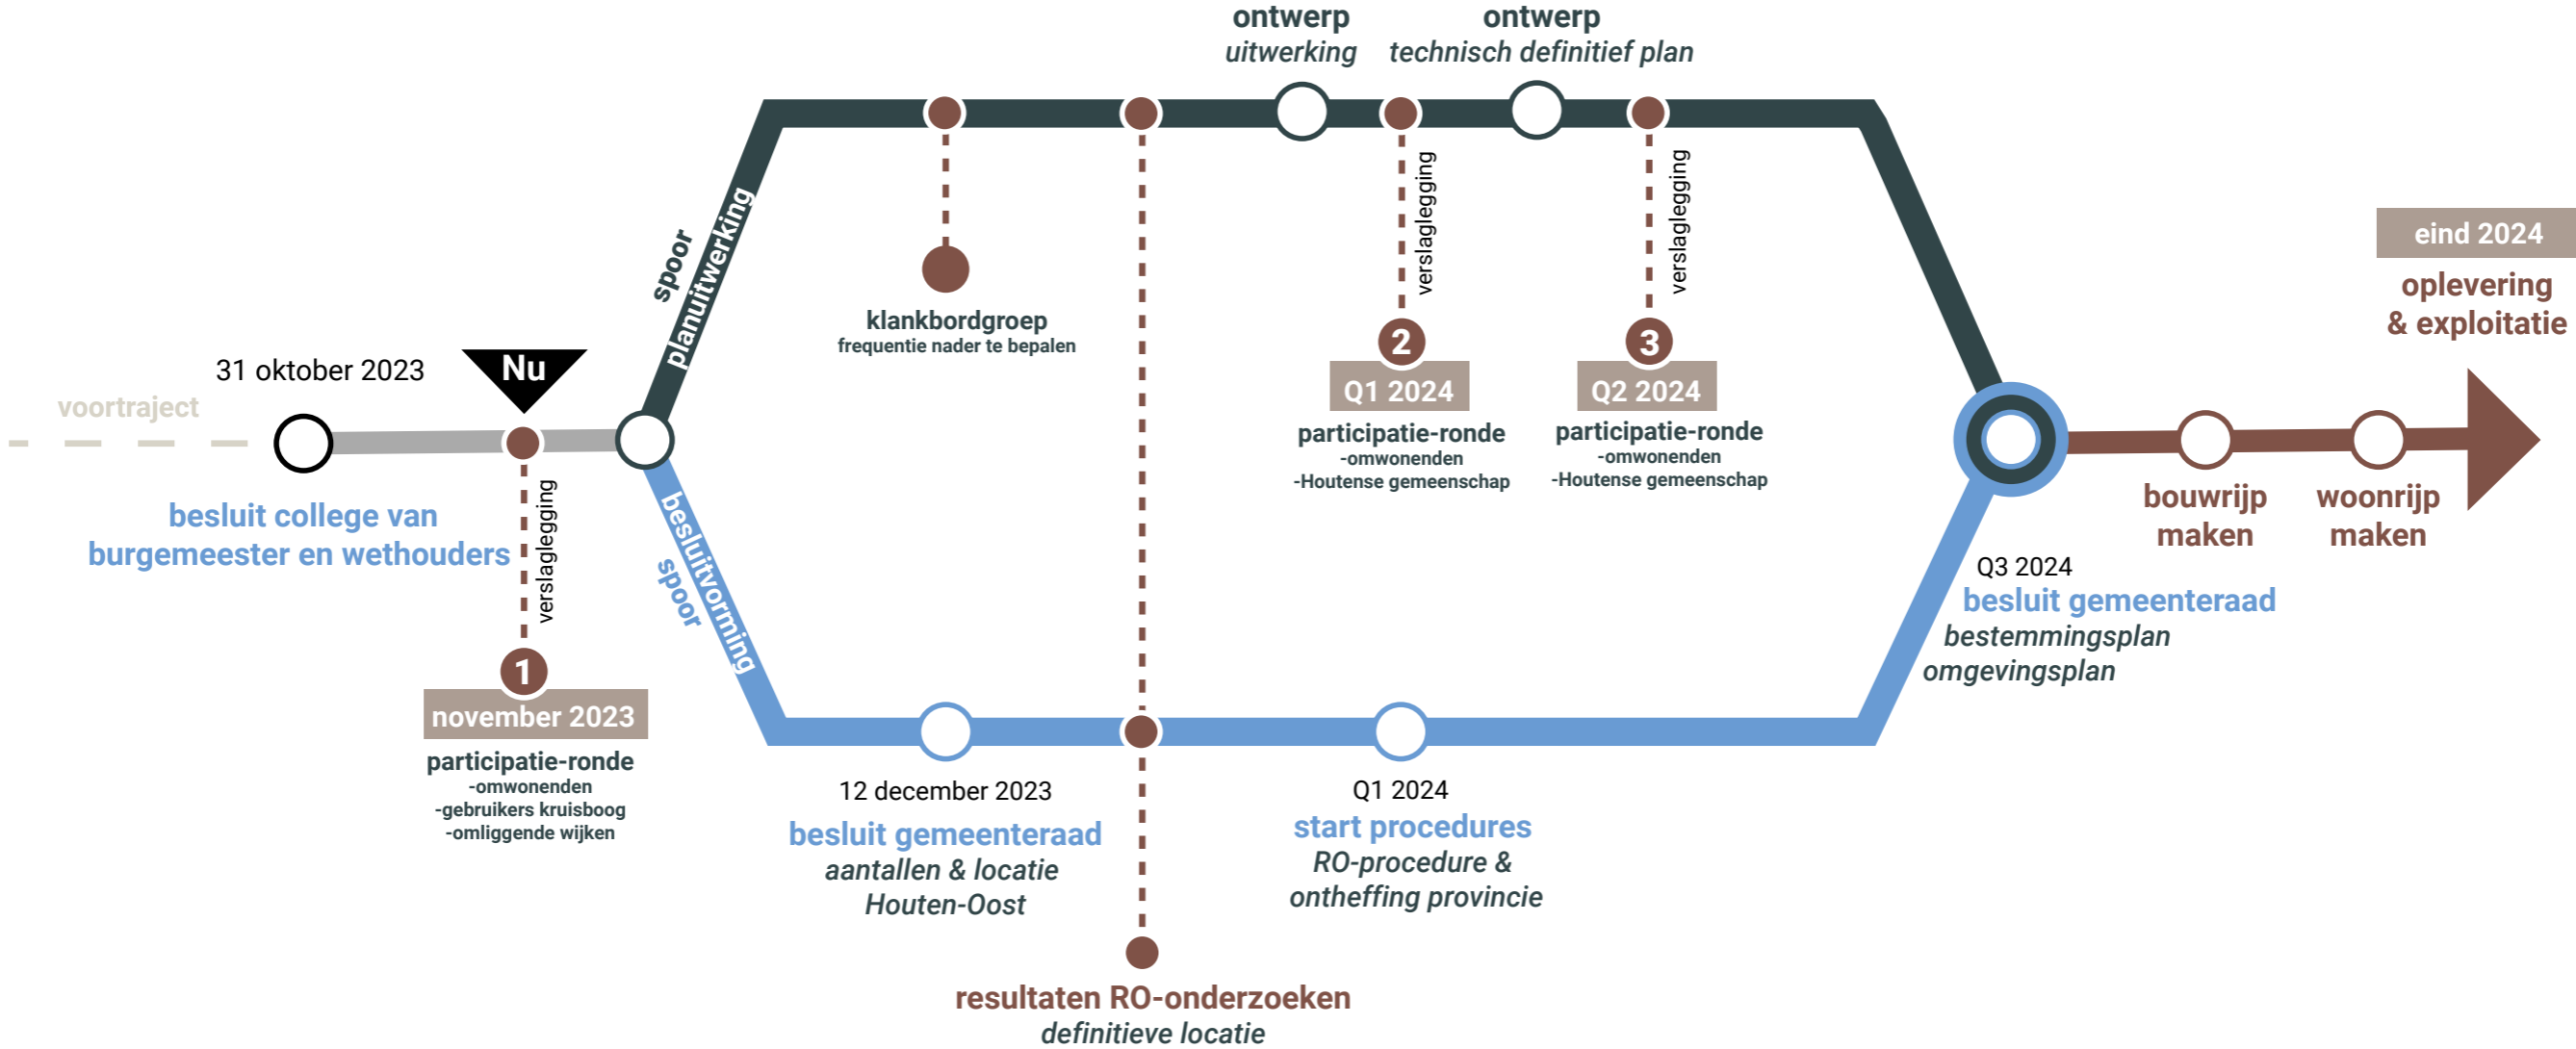 ontwerp
uitwerking
ontwerp
technisch definitief plan
spoor
planuitwerking
klankbordgroep
frequentie nader te bepalen
verslaglegging
2
Q1 2024
participatie-ronde
-omwonenden
-Houtense gemeenschap
verslaglegging
3
Q2 2024
participatie-ronde
-omwonenden
-Houtense gemeenschap
eind 2024
oplevering
& exploitatie
voortraject
31 oktober 2023
besluit college van
burgemeester en wethouders
Nu
verslaglegging
1
november 2023
participatie-ronde
-omwonenden
-gebruikers kruisboog
-omliggende wijken
besluitvorming
spoor
12 december 2023
besluit gemeenteraad
aantallen & locatie
Houten-Oost
resultaten RO-onderzoeken
definitieve locatie
Q1 2024
start procedures
RO-procedure &
ontheffing provincie
Q3 2024
besluit gemeenteraad
bestemmingsplan
omgevingsplan
bouwrijp
maken
woonrijp
maken